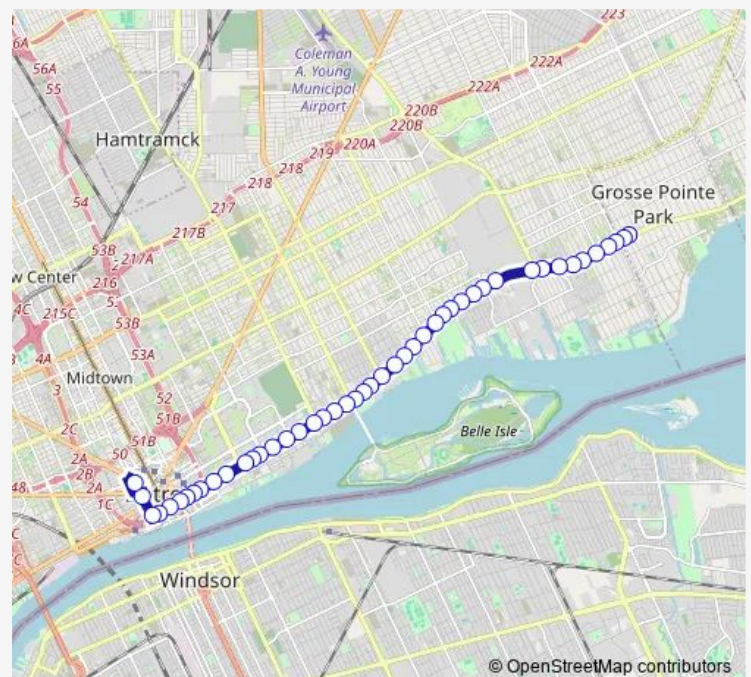 223
6A
56A
55
Coleman
A. Young
Municipal
Airport
222A
222A
220B
220B
Hamtramck
219
220A
218
218
54
217
Grosse Pointe
Park
217B
53B
217A
w Center
216
4C
215C
53B
4A
53A
3
Midtown
52
2C
51B
51B
50
2A
2B
48
2A
1C
Belle Isle
C
C
Windsor
© OpenStreetMap contributors